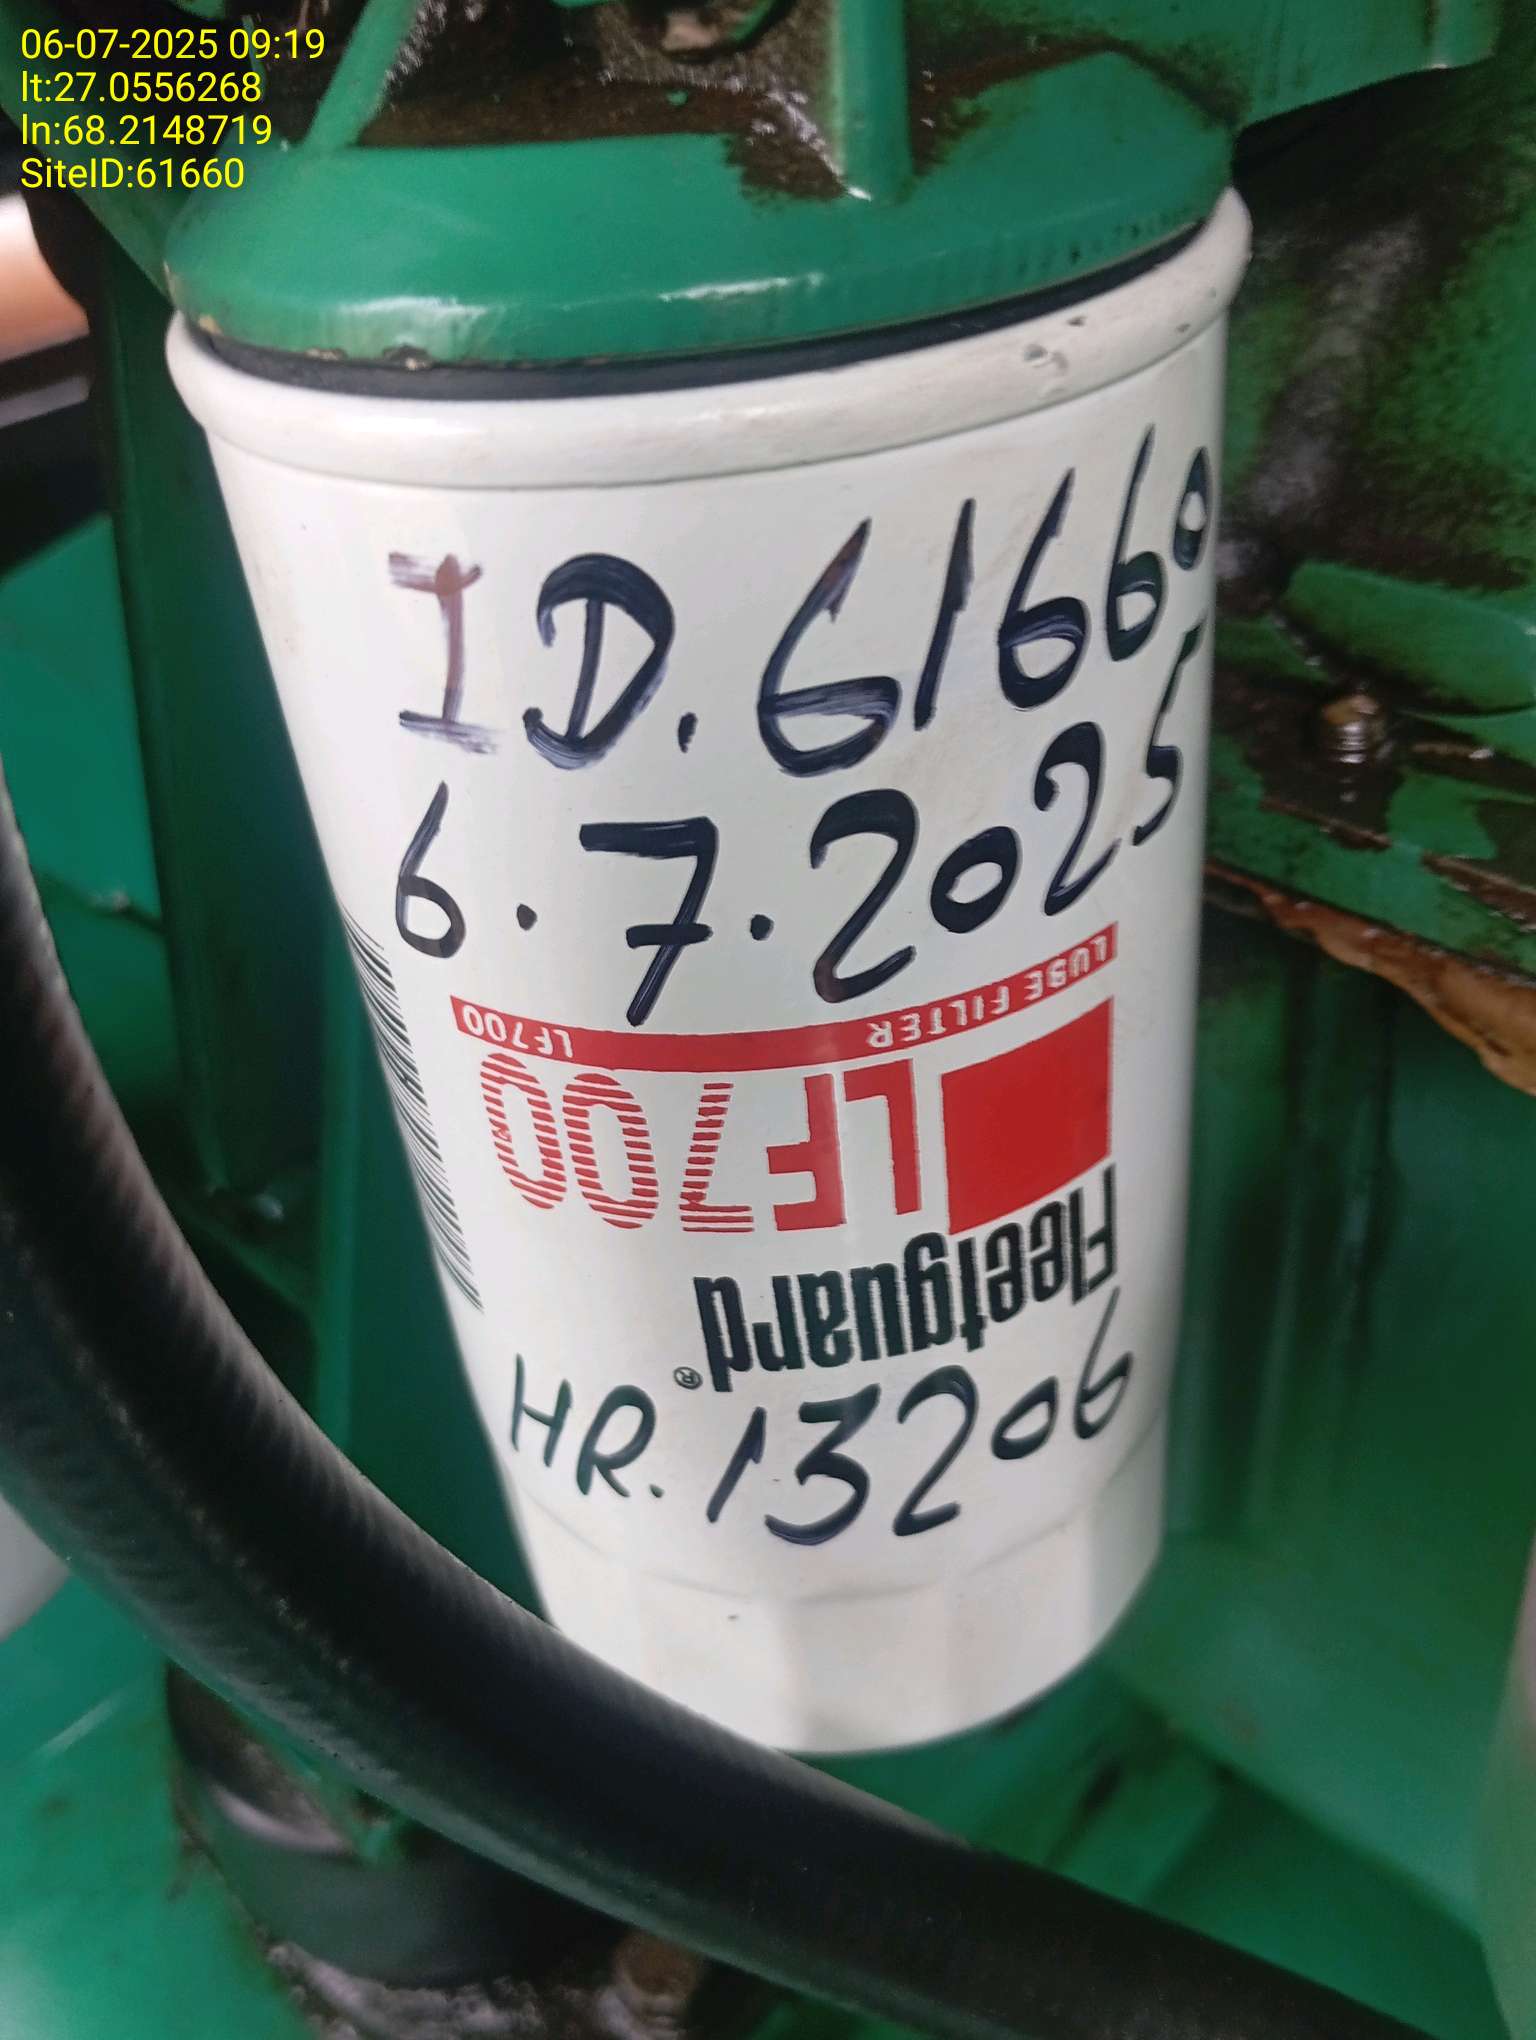 06-07-2025 09:19
lt:27.0556268
ln:68.2148719
SiteID:61660
ID. 61660
6.7.2025
LUBE FILTER LF700
LF700
Fleetguard®
HR. 13206